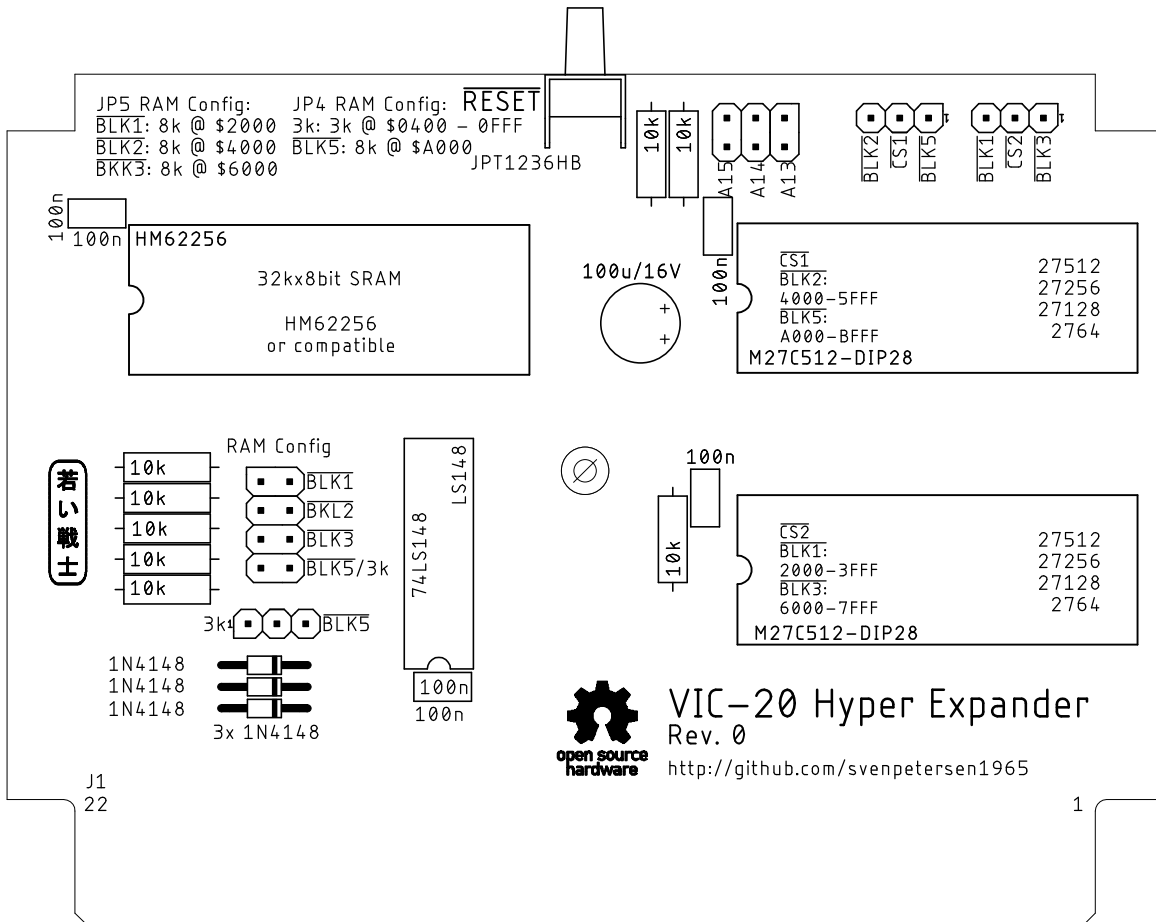 JP5 RAM Config:
BLK1: 8k @ $2000
BLK2: 8k @ $4000
BKK3: 8k @ $6000
JP4 RAM Config:
3k: 3k @ $0400 - 0FFF
BLK5: 8k @ $A000
RESET
JPT1236HB
10k
10k
A15
A14
A13
BLK2
CS1
BLK5
1
BLK1
CS2
BLK3
1
100n
100n
HM62256
32kx8bit SRAM
HM62256
or compatible
100u/16V
+
+
100n
CS1
BLK2:
4000-5FFF
BLK5:
A000-BFFF
27512
27256
27128
2764
M27C512-DIP28
若い戦士
10k
10k
10k
10k
10k
RAM Config
BLK1
BKL2
BLK3
BLK5/3k
3k
1
BLK5
1N4148
1N4148
1N4148
3x 1N4148
LS148
74LS148
100n
100n
100n
10k
CS2
BLK1:
2000-3FFF
BLK3:
6000-7FFF
27512
27256
27128
2764
M27C512-DIP28
open source
hardware
VIC-20 Hyper Expander
Rev. 0
http://github.com/svenpetersen1965
J1
22
1